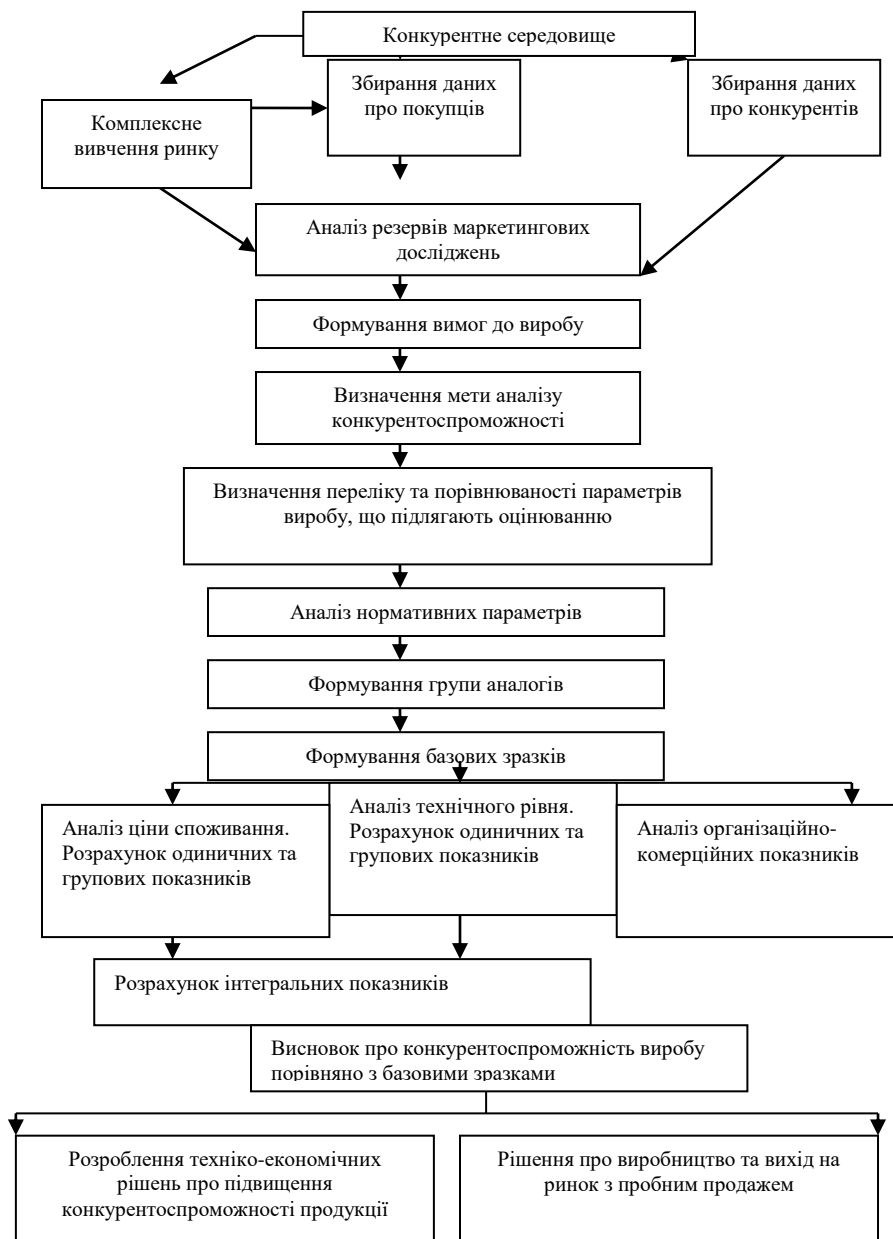 Конкурентне середовище
Збирання даних
про покупців
Збирання даних
про конкурентів
Комплексне
вивчення ринку
Аналіз резервів маркетингових
досліджень
Формування вимог до виробу
Визначення мети аналізу
конкурентоспроможності
Визначення переліку та порівнюваності параметрів
виробу, що підлягають оцінюванню
Аналіз нормативних параметрів
Формування групи аналогів
Формування базових зразків
Аналіз ціни споживання.
Розрахунок одиничних та
групових показників
Аналіз технічного рівня.
Розрахунок одиничних та
групових показників
Аналіз організаційно-
комерційних показників
Розрахунок інтегральних показників
Висновок про конкурентоспроможність виробу
порівняно з базовими зразками
Розроблення техніко-економічних
рішень про підвищення
конкурентоспроможності продукції
Рішення про виробництво та вихід на
ринок з пробним продажем